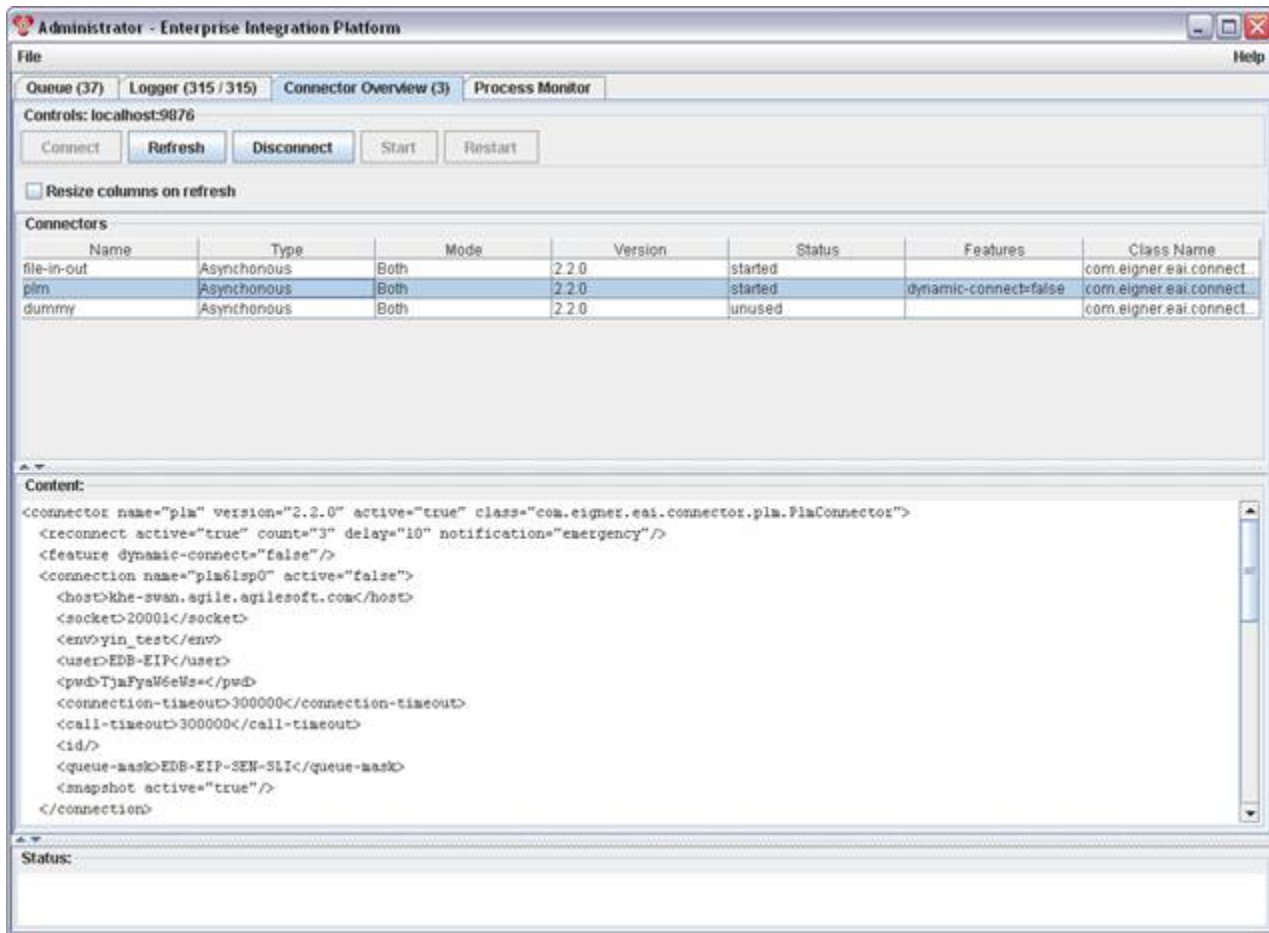 Administrator - Enterprise Integration Platform
File Help
Queue (37) Logger (315 / 315) Connector Overview (3) Process Monitor
Controls: localhost:9876
Connect Refresh Disconnect Start Restart
Resize columns on refresh
Connectors
Name Type Mode Version Status Features Class Name
file-in-out Asynchonous Both 2.2.0 started com.eigner.eai.connect...
plm Asynchonous Both 2.2.0 started dynamic-connect=false com.eigner.eai.connect...
dummy Asynchonous Both 2.2.0 unused com.eigner.eai.connect...
Content:
<connector name="plm" version="2.2.0" active="true" class="com.eigner.eai.connector.plm.PlmConnector">
<reconnect active="true" count="3" delay="10" notification="emergency"/>
<feature dynamic-connect="false"/>
<connection name="plm61sp0" active="false">
<host>khe-swan.agile.agilesoft.com</host>
<socket>20001</socket>
<env>yin_test</env>
<user>EDB-EIP</user>
<pwd>TjmFyaW6eWs=</pwd>
<connection-timeout>300000</connection-timeout>
<call-timeout>300000</call-timeout>
<id/>
<queue-mask>EDB-EIP-SEN-SLI</queue-mask>
<snapshot active="true"/>
</connection>
Status: